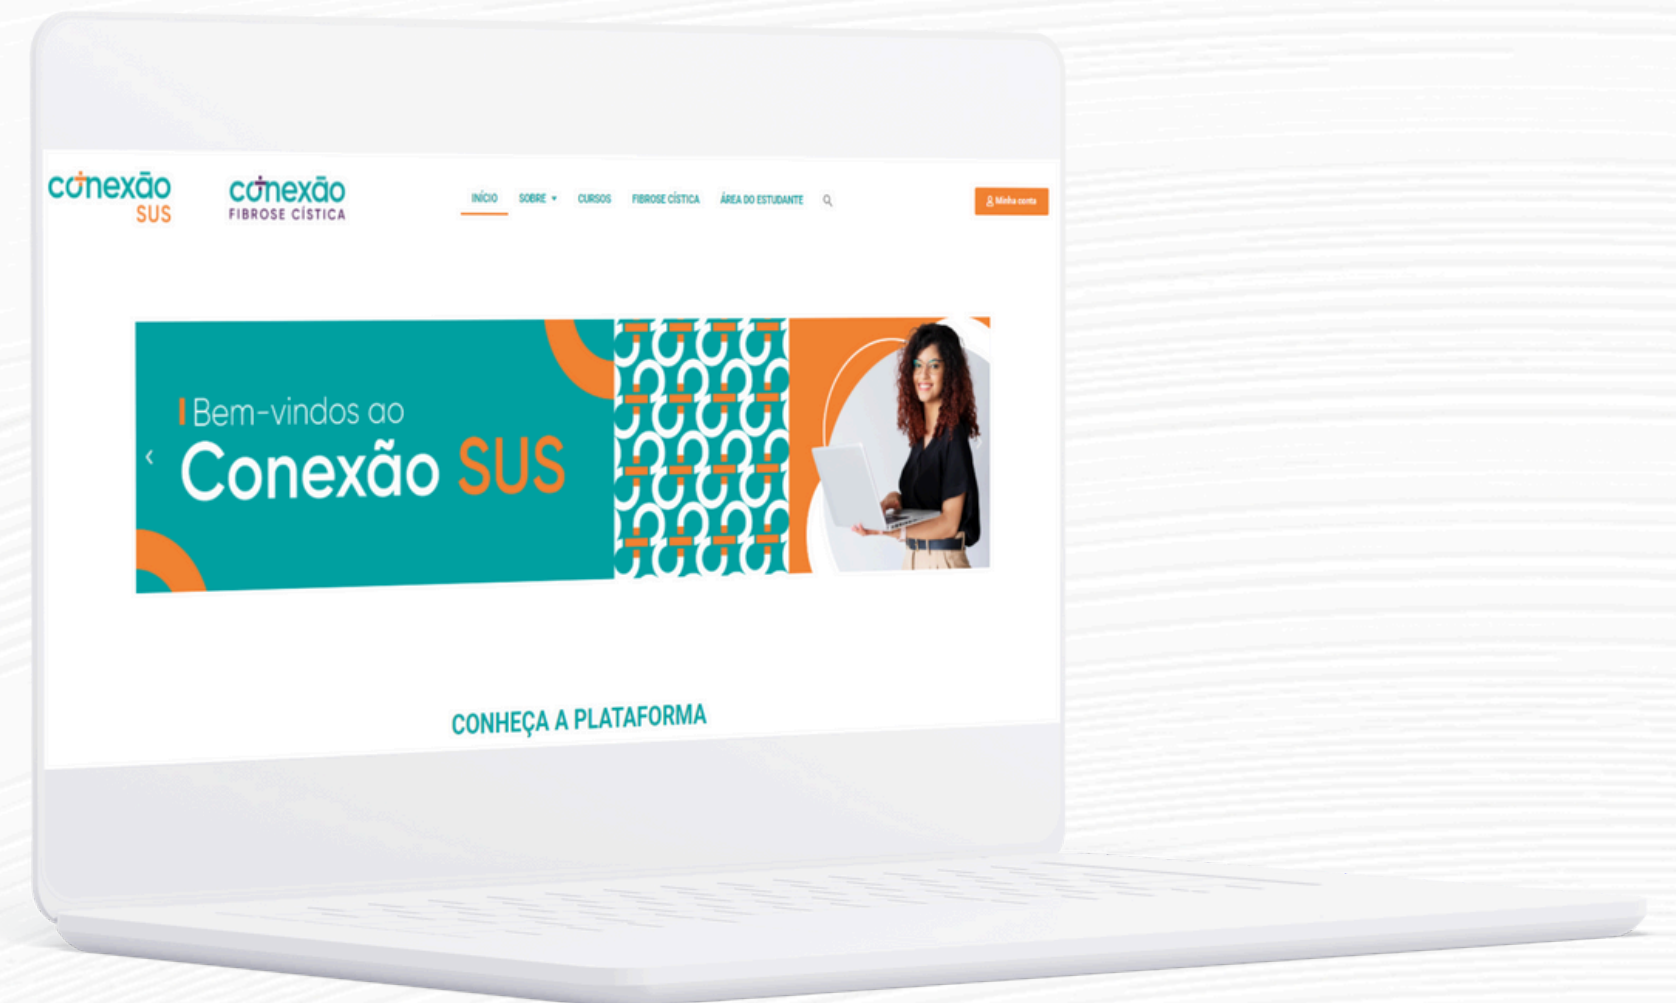 conexão
SUS
conexão
FIBROSE CÍSTICA
INÍCIO SOBRE CURSOS FIBROSE CÍSTICA ÁREA DO ESTUDANTE
Minha conta
Bem-vindos ao
Conexão SUS
CONHEÇA A PLATAFORMA